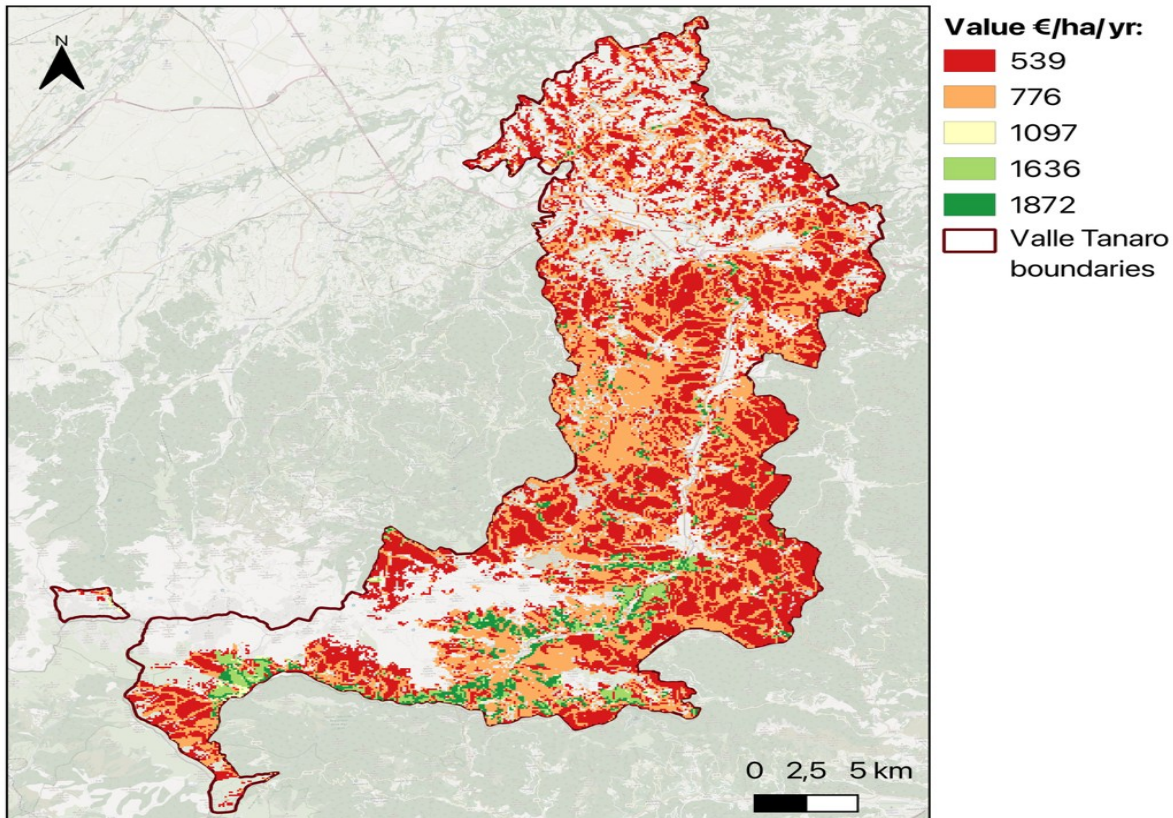 N
Value €/ha/yr:
539
776
1097
1636
1872
Valle Tanaro
boundaries
0 2,5 5 km